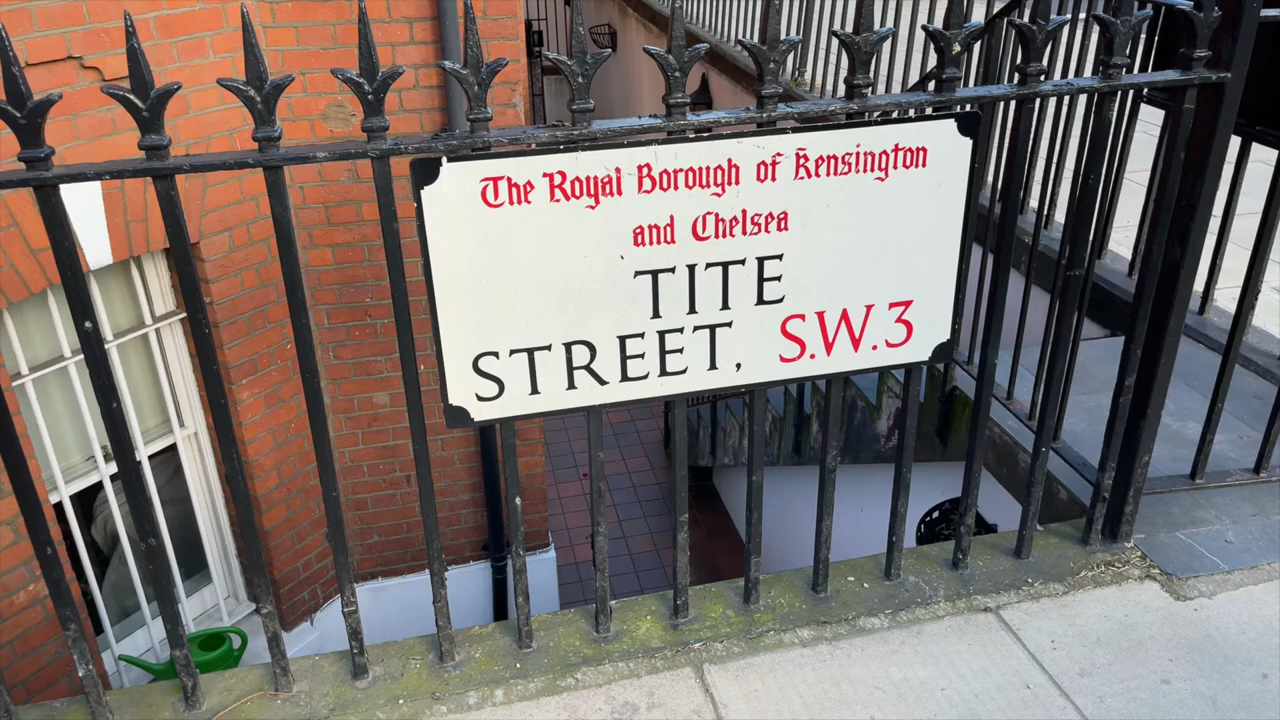 The Royal Borough of Kensington
and Chelsea
TITE
STREET, S.W.3